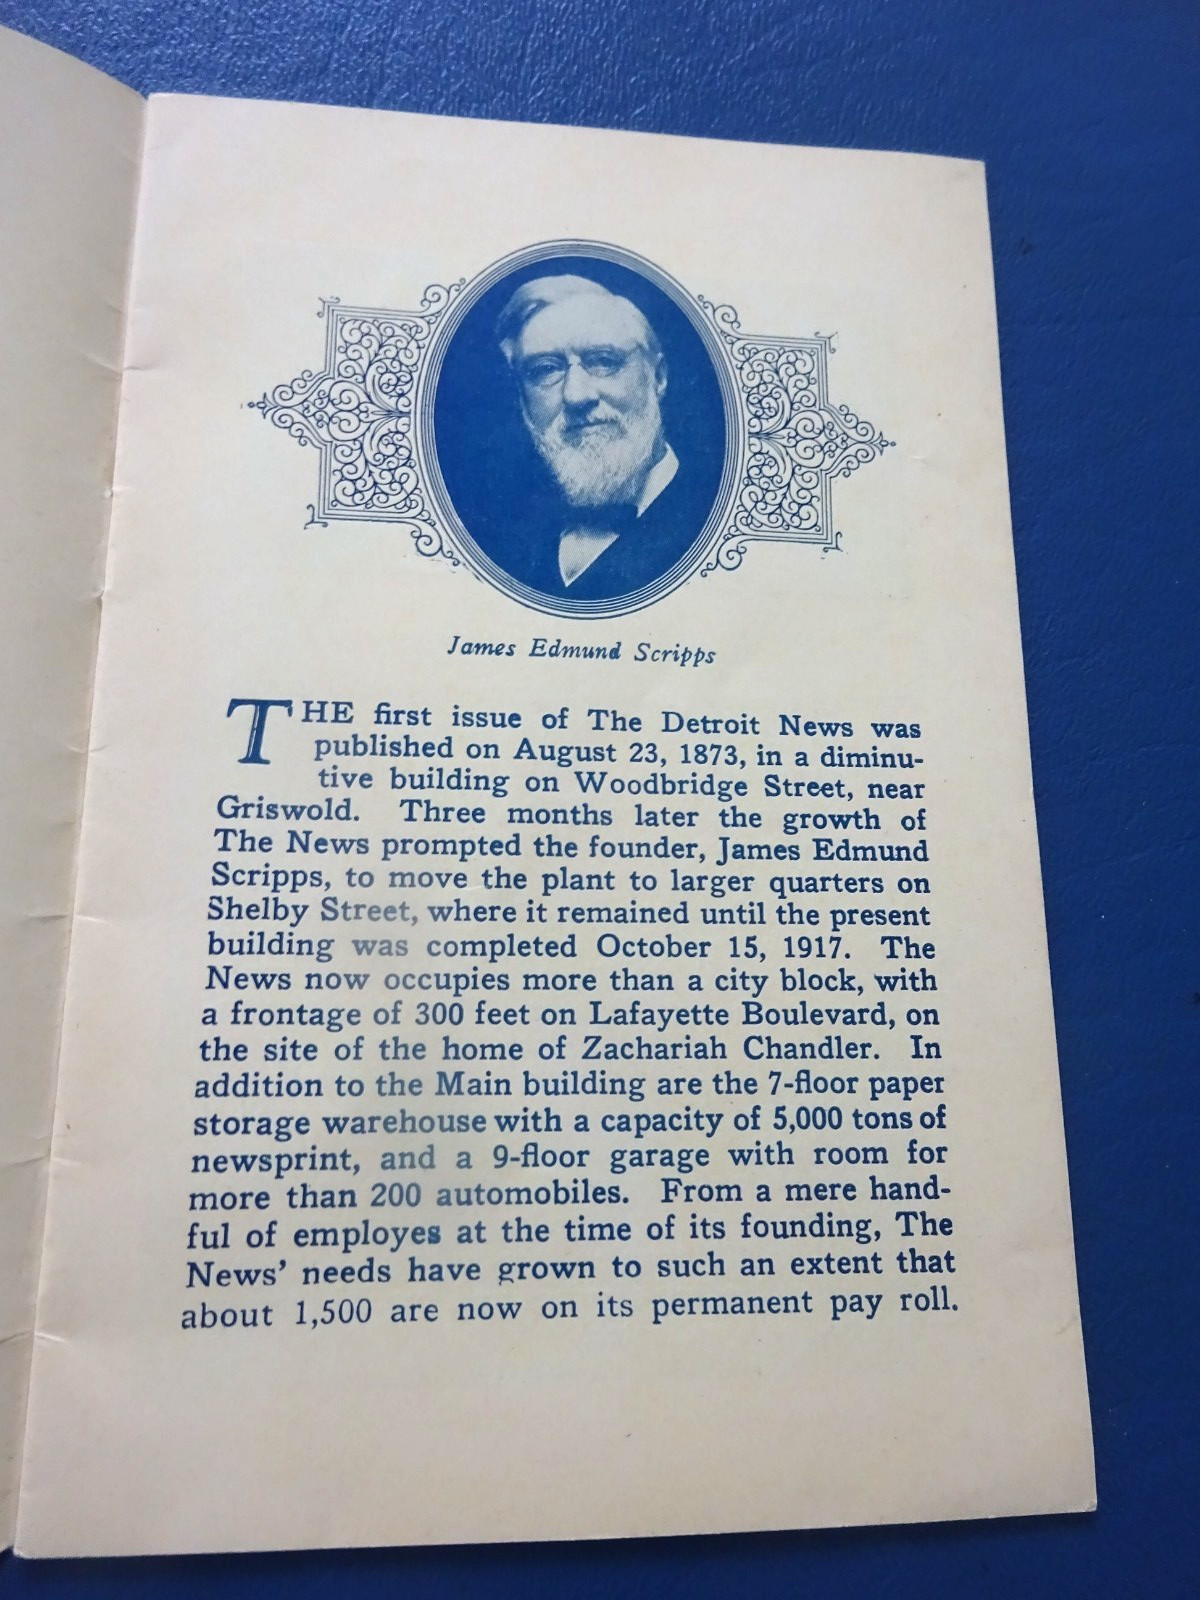 James Edmund Scripps
THE first issue of The Detroit News was
published on August 23, 1873, in a diminu-
tive building on Woodbridge Street, near
Griswold. Three months later the growth of
The News prompted the founder, James Edmund
Scripps, to move the plant to larger quarters on
Shelby Street, where it remained until the present
building was completed October 15, 1917. The
News now occupies more than a city block, with
a frontage of 300 feet on Lafayette Boulevard, on
the site of the home of Zachariah Chandler. In
addition to the Main building are the 7-floor paper
storage warehouse with a capacity of 5,000 tons of
newsprint, and a 9-floor garage with room for
more than 200 automobiles. From a mere hand-
ful of employes at the time of its founding, The
News’ needs have grown to such an extent that
about 1,500 are now on its permanent pay roll.